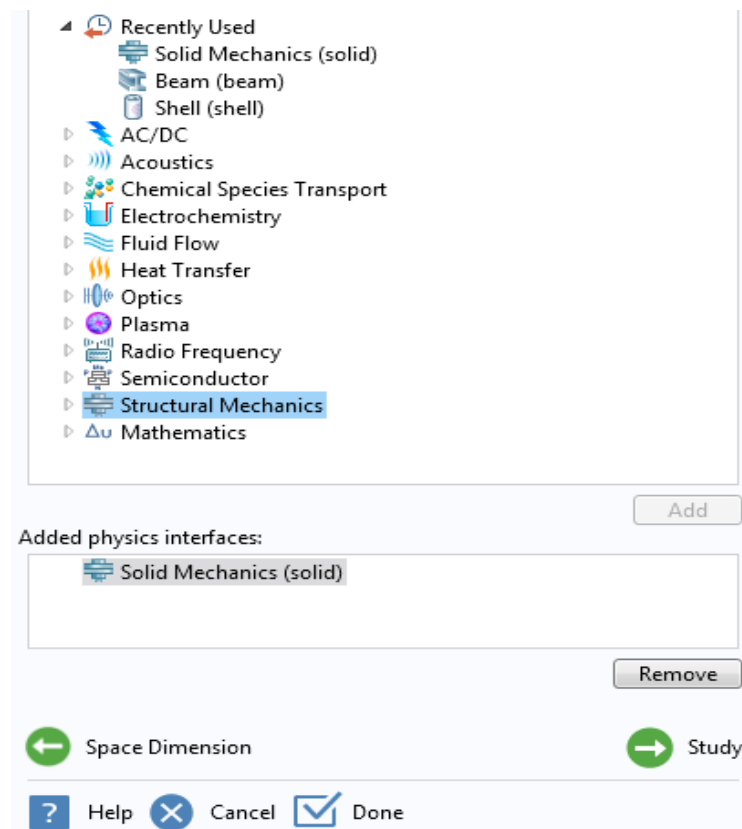 Recently Used
Solid Mechanics (solid)
Beam (beam)
Shell (shell)
AC/DC
Acoustics
Chemical Species Transport
Electrochemistry
Fluid Flow
Heat Transfer
Optics
Plasma
Radio Frequency
Semiconductor
Structural Mechanics
Δu Mathematics
Add
Added physics interfaces:
Solid Mechanics (solid)
Remove
Space Dimension
Study
? Help Cancel Done